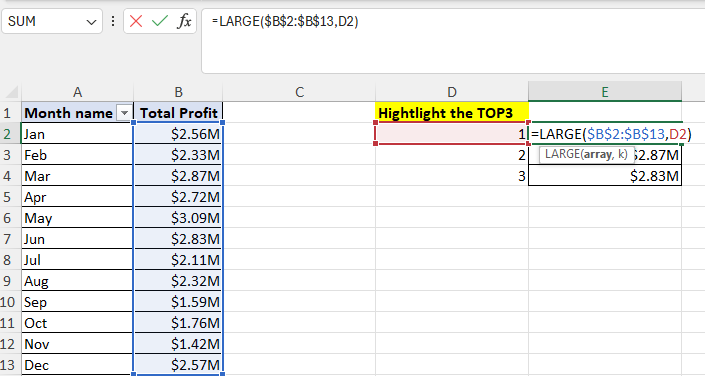 SUM fx =LARGE($B$2:$B$13,D2)
A B C D E
1 Month name Total Profit Hightlight the TOP3
2 Jan $2.56M 1 =LARGE($B$2:$B$13,D2)
3 Feb $2.33M 2 LARGE(array, k) $2.87M
4 Mar $2.87M 3 $2.83M
5 Apr $2.72M
6 May $3.09M
7 Jun $2.83M
8 Jul $2.11M
9 Aug $2.32M
10 Sep $1.59M
11 Oct $1.76M
12 Nov $1.42M
13 Dec $2.57M